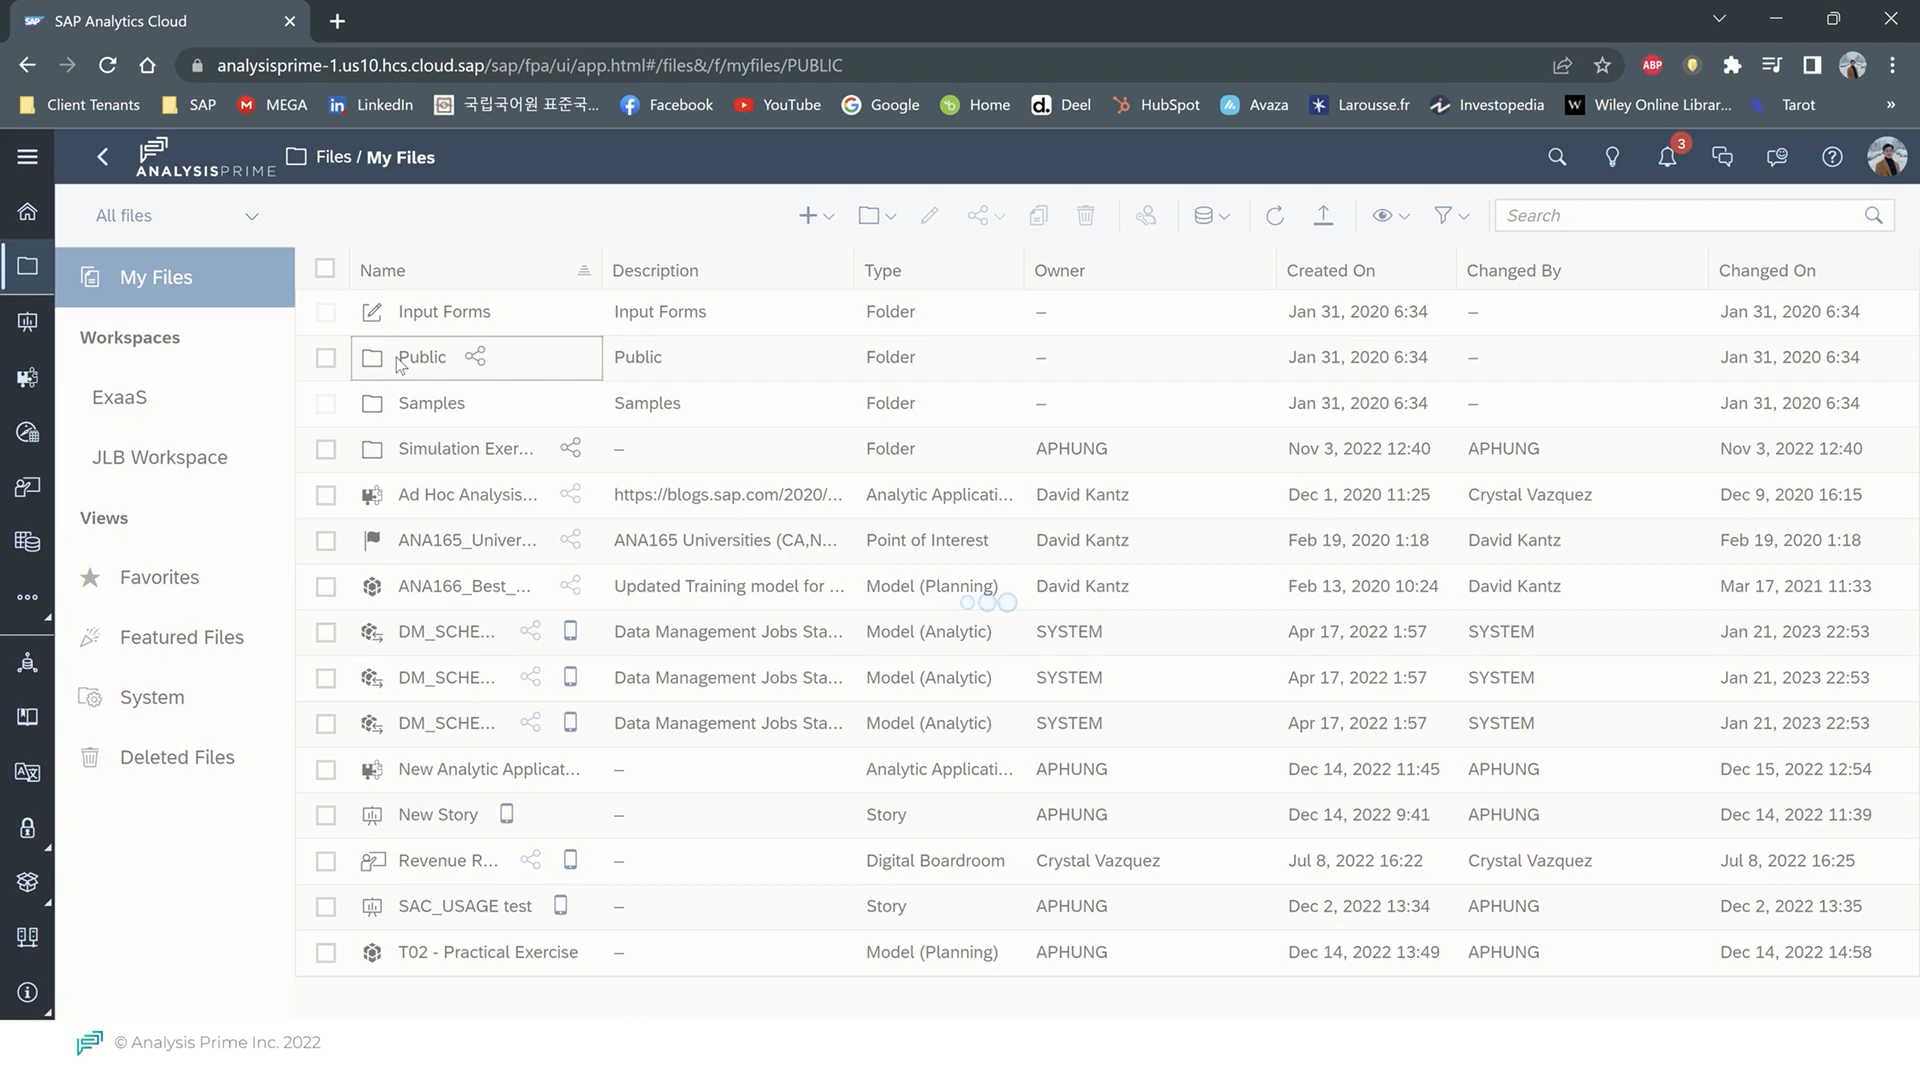 SAP SAP Analytics Cloud
analysisprime-1.us10.hcs.cloud.sap/sap/fpa/ui/app.html#/files&/f/myfiles/PUBLIC
ABP
Client Tenants SAP MEGA LinkedIn 국립국어원 표준국... Facebook YouTube Google Home Deel HubSpot Avaza Larousse.fr Investopedia Wiley Online Librar... Tarot »
ANALYSISPRIME Files / My Files 3
All files Search
My Files
Workspaces
ExaaS
JLB Workspace
Views
Favorites
Featured Files
System
Deleted Files
Name Description Type Owner Created On Changed By Changed On
Input Forms Input Forms Folder – Jan 31, 2020 6:34 – Jan 31, 2020 6:34
Public Public Folder – Jan 31, 2020 6:34 – Jan 31, 2020 6:34
Samples Samples Folder – Jan 31, 2020 6:34 – Jan 31, 2020 6:34
Simulation Exer... – Folder APHUNG Nov 3, 2022 12:40 APHUNG Nov 3, 2022 12:40
Ad Hoc Analysis... https://blogs.sap.com/2020/... Analytic Applicati... David Kantz Dec 1, 2020 11:25 Crystal Vazquez Dec 9, 2020 16:15
ANA165_Univer... ANA165 Universities (CA,N... Point of Interest David Kantz Feb 19, 2020 1:18 David Kantz Feb 19, 2020 1:18
ANA166_Best_... Updated Training model for ... Model (Planning) David Kantz Feb 13, 2020 10:24 David Kantz Mar 17, 2021 11:33
DM_SCHE... Data Management Jobs Sta... Model (Analytic) SYSTEM Apr 17, 2022 1:57 SYSTEM Jan 21, 2023 22:53
DM_SCHE... Data Management Jobs Sta... Model (Analytic) SYSTEM Apr 17, 2022 1:57 SYSTEM Jan 21, 2023 22:53
DM_SCHE... Data Management Jobs Sta... Model (Analytic) SYSTEM Apr 17, 2022 1:57 SYSTEM Jan 21, 2023 22:53
New Analytic Applicat... – Analytic Applicati... APHUNG Dec 14, 2022 11:45 APHUNG Dec 15, 2022 12:54
New Story – Story APHUNG Dec 14, 2022 9:41 APHUNG Dec 14, 2022 11:39
Revenue R... – Digital Boardroom Crystal Vazquez Jul 8, 2022 16:22 Crystal Vazquez Jul 8, 2022 16:25
SAC_USAGE test – Story APHUNG Dec 2, 2022 13:34 APHUNG Dec 2, 2022 13:35
T02 - Practical Exercise – Model (Planning) APHUNG Dec 14, 2022 13:49 APHUNG Dec 14, 2022 14:58
© Analysis Prime Inc. 2022